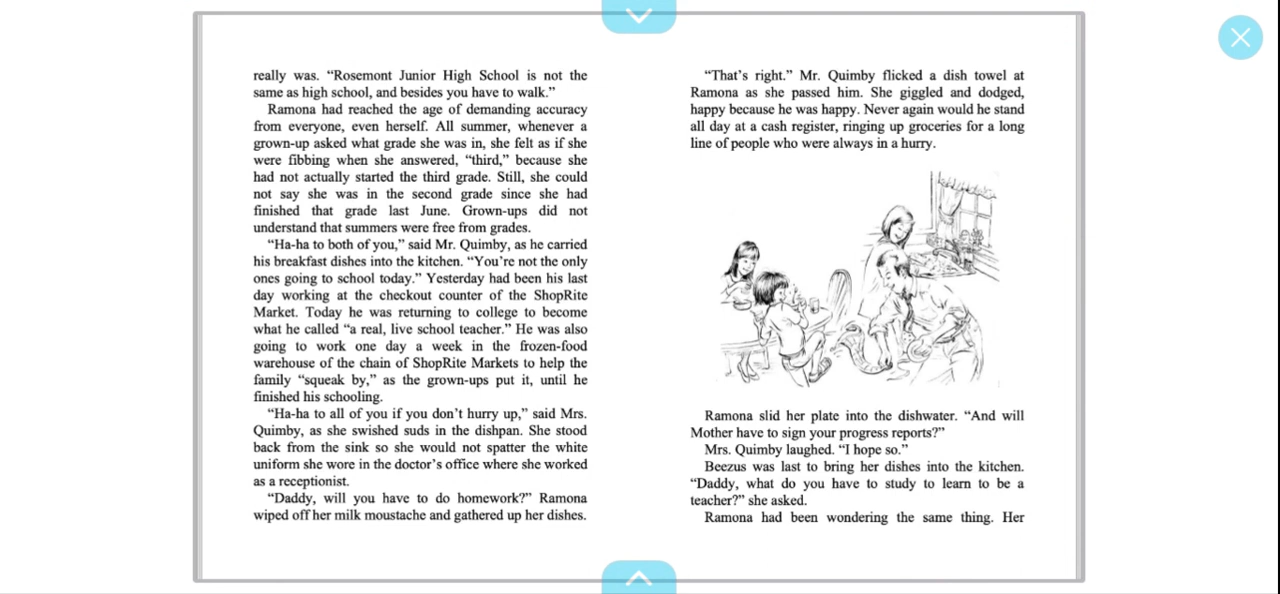 really was. “Rosemont Junior High School is not the
same as high school, and besides you have to walk.”
Ramona had reached the age of demanding accuracy
from everyone, even herself. All summer, whenever a
grown-up asked what grade she was in, she felt as if she
were fibbing when she answered, “third,” because she
had not actually started the third grade. Still, she could
not say she was in the second grade since she had
finished that grade last June. Grown-ups did not
understand that summers were free from grades.
“Ha-ha to both of you,” said Mr. Quimby, as he carried
his breakfast dishes into the kitchen. “You’re not the only
ones going to school today.” Yesterday had been his last
day working at the checkout counter of the ShopRite
Market. Today he was returning to college to become
what he called “a real, live school teacher.” He was also
going to work one day a week in the frozen-food
warehouse of the chain of ShopRite Markets to help the
family “squeak by,” as the grown-ups put it, until he
finished his schooling.
“Ha-ha to all of you if you don’t hurry up,” said Mrs.
Quimby, as she swished suds in the dishpan. She stood
back from the sink so she would not spatter the white
uniform she wore in the doctor’s office where she worked
as a receptionist.
“Daddy, will you have to do homework?” Ramona
wiped off her milk moustache and gathered up her dishes.
“That’s right.” Mr. Quimby flicked a dish towel at
Ramona as she passed him. She giggled and dodged,
happy because he was happy. Never again would he stand
all day at a cash register, ringing up groceries for a long
line of people who were always in a hurry.
Ramona slid her plate into the dishwater. “And will
Mother have to sign your progress reports?”
Mrs. Quimby laughed. “I hope so.”
Beezus was last to bring her dishes into the kitchen.
“Daddy, what do you have to study to learn to be a
teacher?” she asked.
Ramona had been wondering the same thing. Her